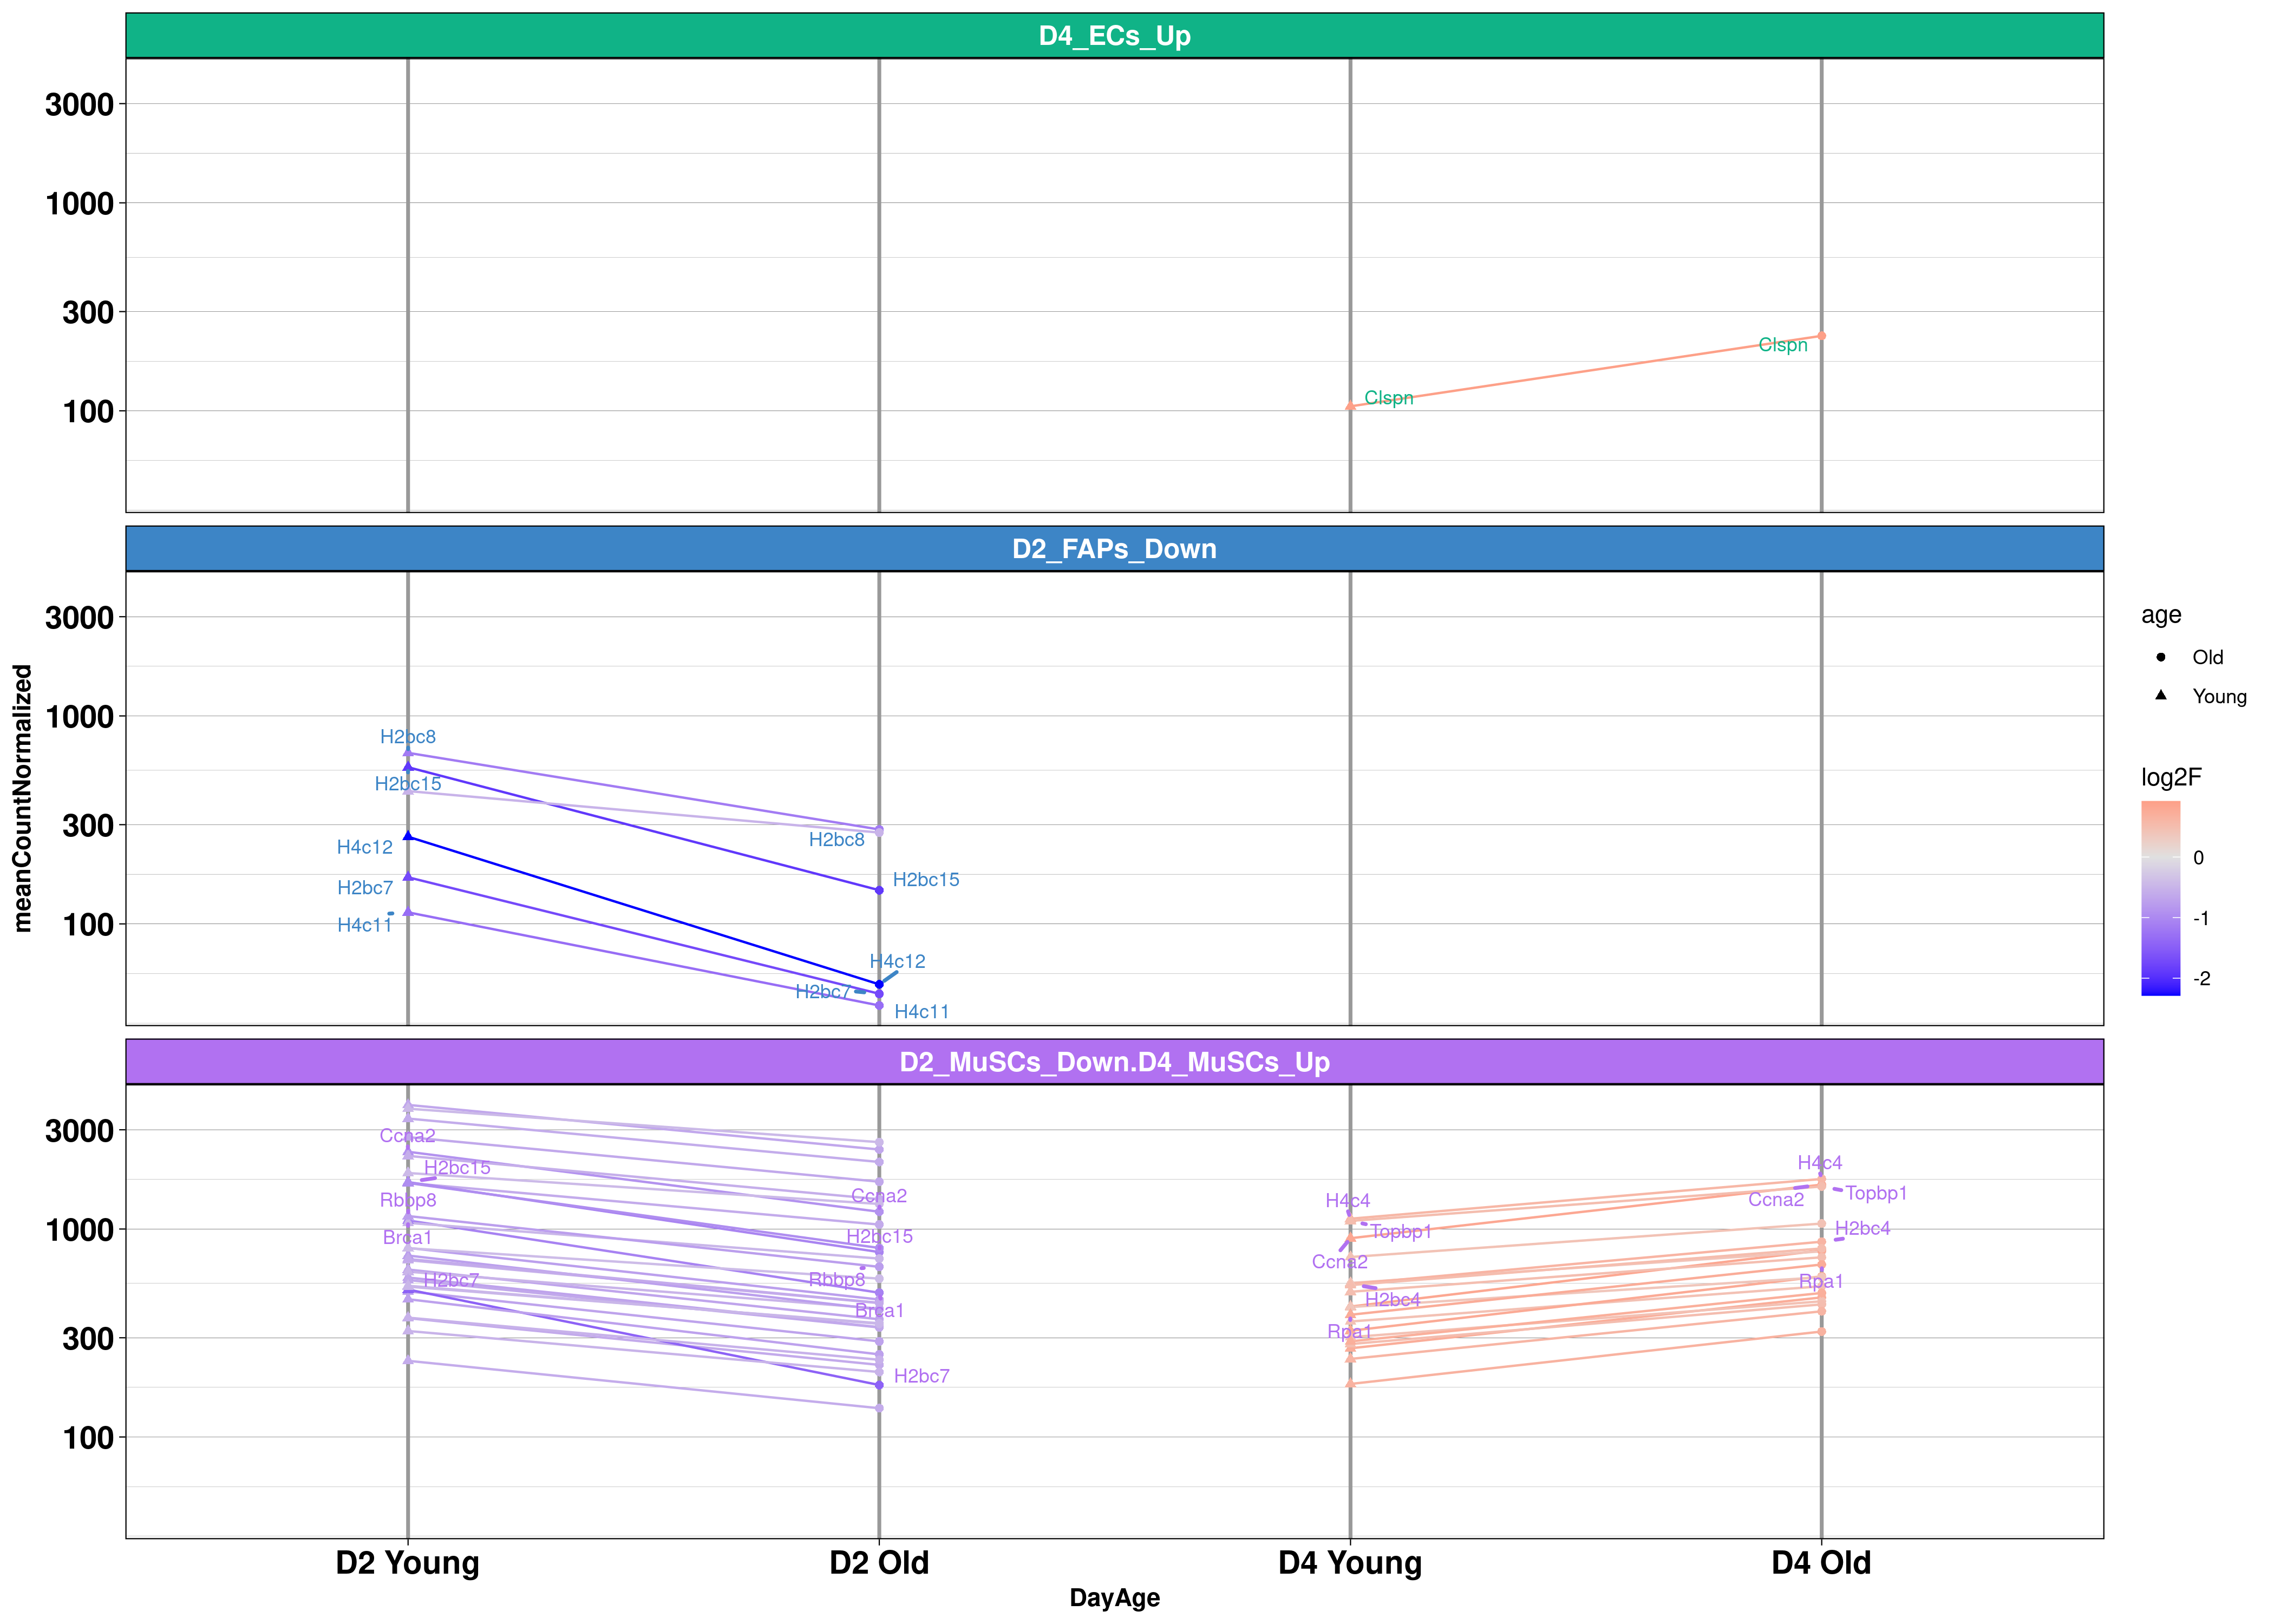 D4_ECs_Up
3000
1000
300
100
Clspn
Clspn
D2_FAPs_Down
3000
1000
300
100
H2bc8
H2bc15
H4c12
H2bc7
H4c11
H2bc8
H2bc15
H4c12
H2bc7
H4c11
D2_MuSCs_Down.D4_MuSCs_Up
3000
1000
300
100
Ccna2
H2bc15
Rbbp8
Brca1
H2bc7
Ccna2
H2bc15
Rbbp8
Brca1
H2bc7
H4c4
Topbp1
Ccna2
H2bc4
Rpa1
H4c4
Ccna2
Topbp1
H2bc4
Rpa1
D2 Young
D2 Old
D4 Young
D4 Old
DayAge
meanCountNormalized
age
Old
Young
log2F
0
-1
-2